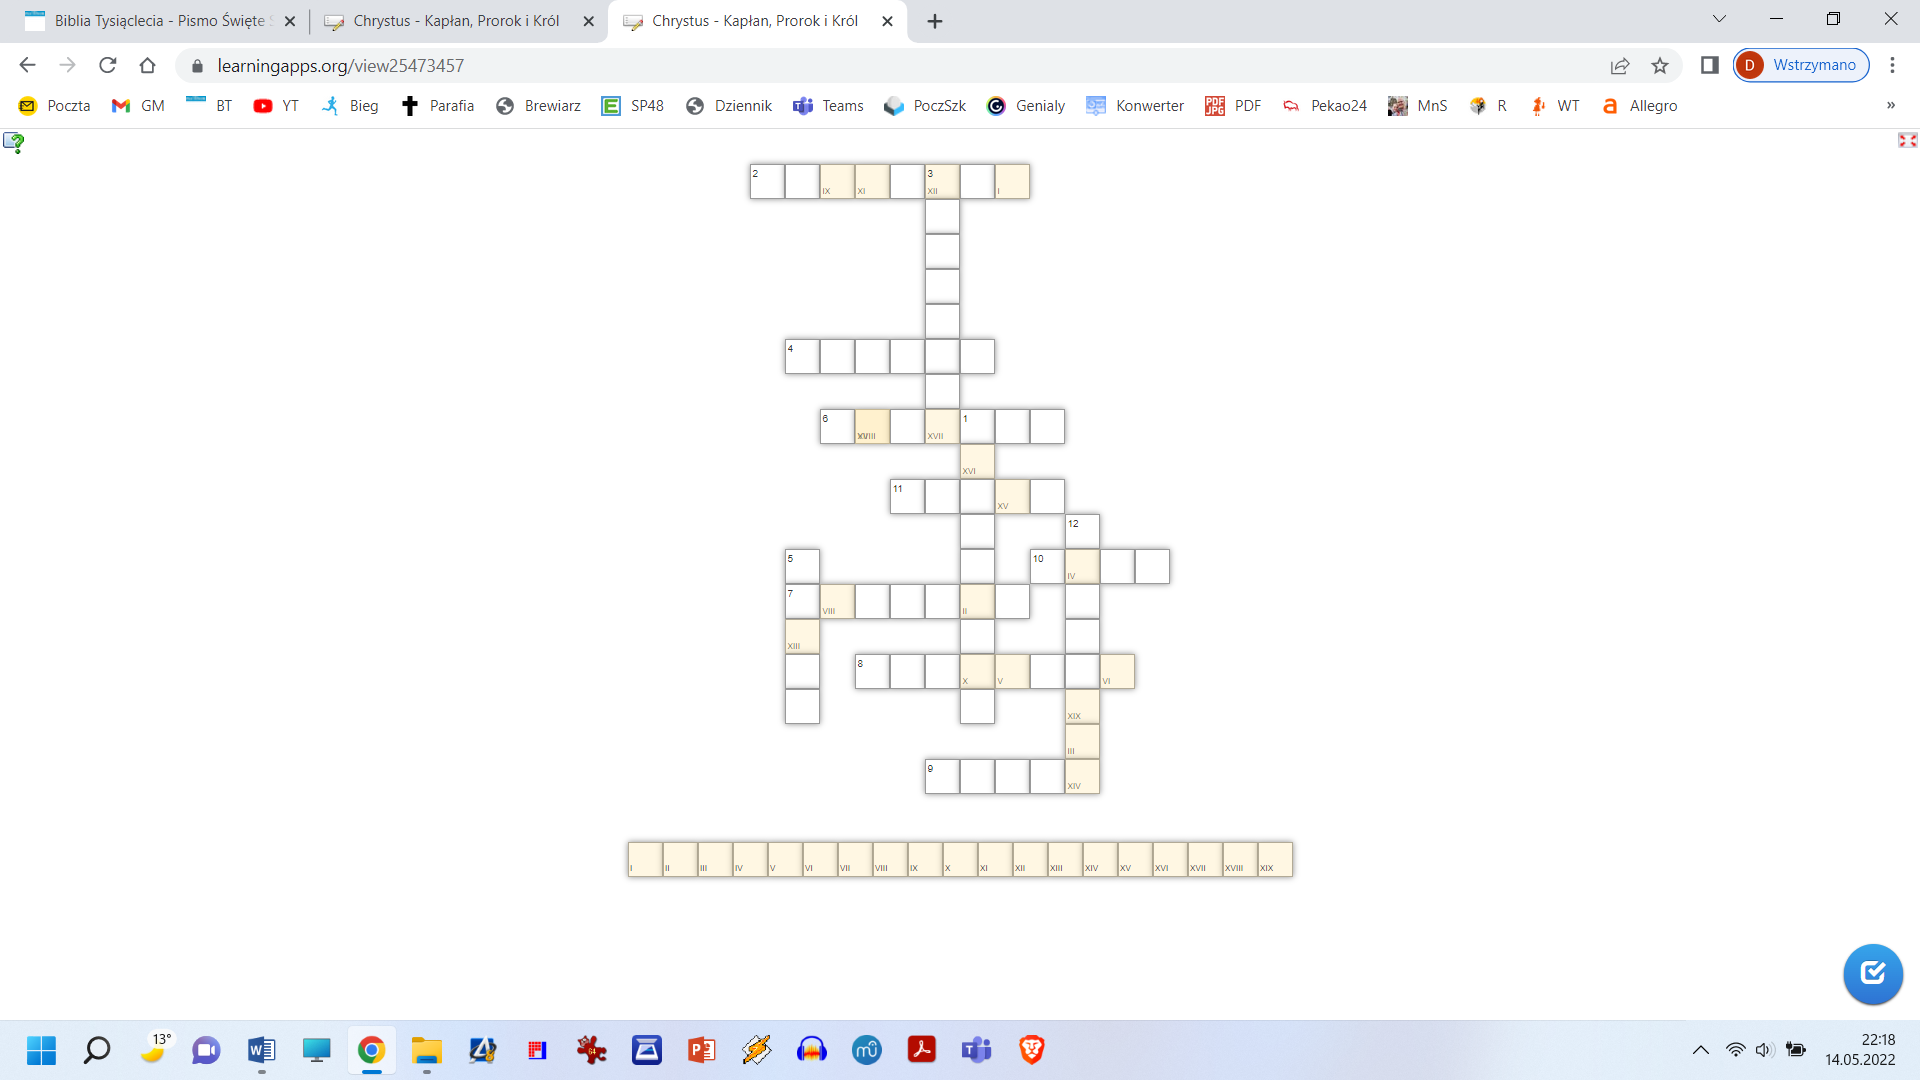 Biblia Tysiąclecia - Pismo Święte
Chrystus - Kapłan, Prorok i Król
Chrystus - Kapłan, Prorok i Król
learningapps.org/view25473457
D Wstrzymano
Poczta GM BT YT Bieg Parafia Brewiarz SP48 Dziennik Teams PoczSzk Genialy Konwerter PDF Pekao24 MnS R WT Allegro »
2 IX XI 3 XII I
4
6 XVIII XVII 1
XVI
11 XV
12
5 10 IV
7 VIII II
XIII
8 X V VI
XIX
III
9 XIV
I II III IV V VI VII VIII IX X XI XII XIII XIV XV XVI XVII XVIII XIX
13°
22:18
14.05.2022